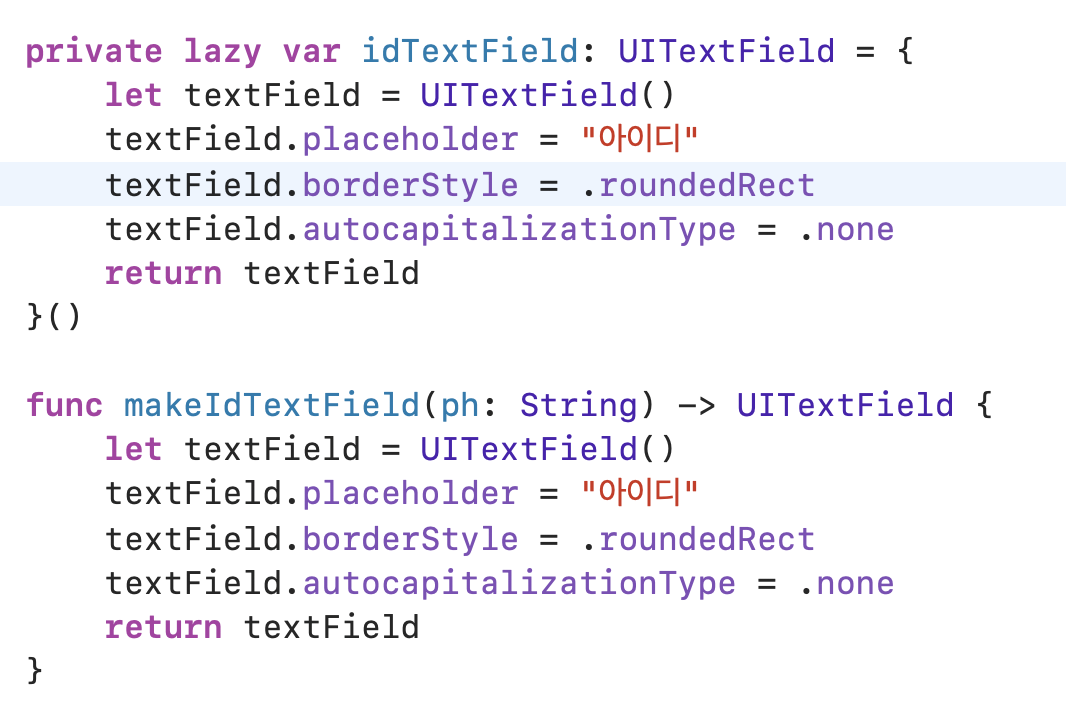 private lazy var idTextField: UITextField = {
    let textField = UITextField()
    textField.placeholder = "아이디"
    textField.borderStyle = .roundedRect
    textField.autocapitalizationType = .none
    return textField
}()

func makeIdTextField(ph: String) -> UITextField {
    let textField = UITextField()
    textField.placeholder = "아이디"
    textField.borderStyle = .roundedRect
    textField.autocapitalizationType = .none
    return textField
}